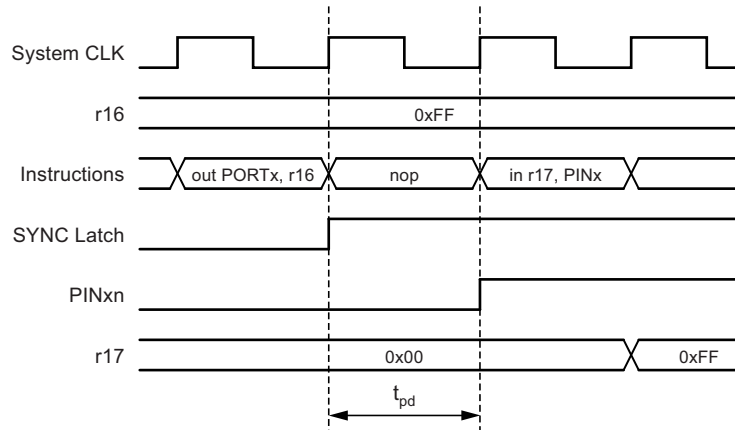 System CLK
r16
0xFF
Instructions
out PORTx, r16
nop
in r17, PINx
SYNC Latch
PINxn
r17
0x00
0xFF
tpd